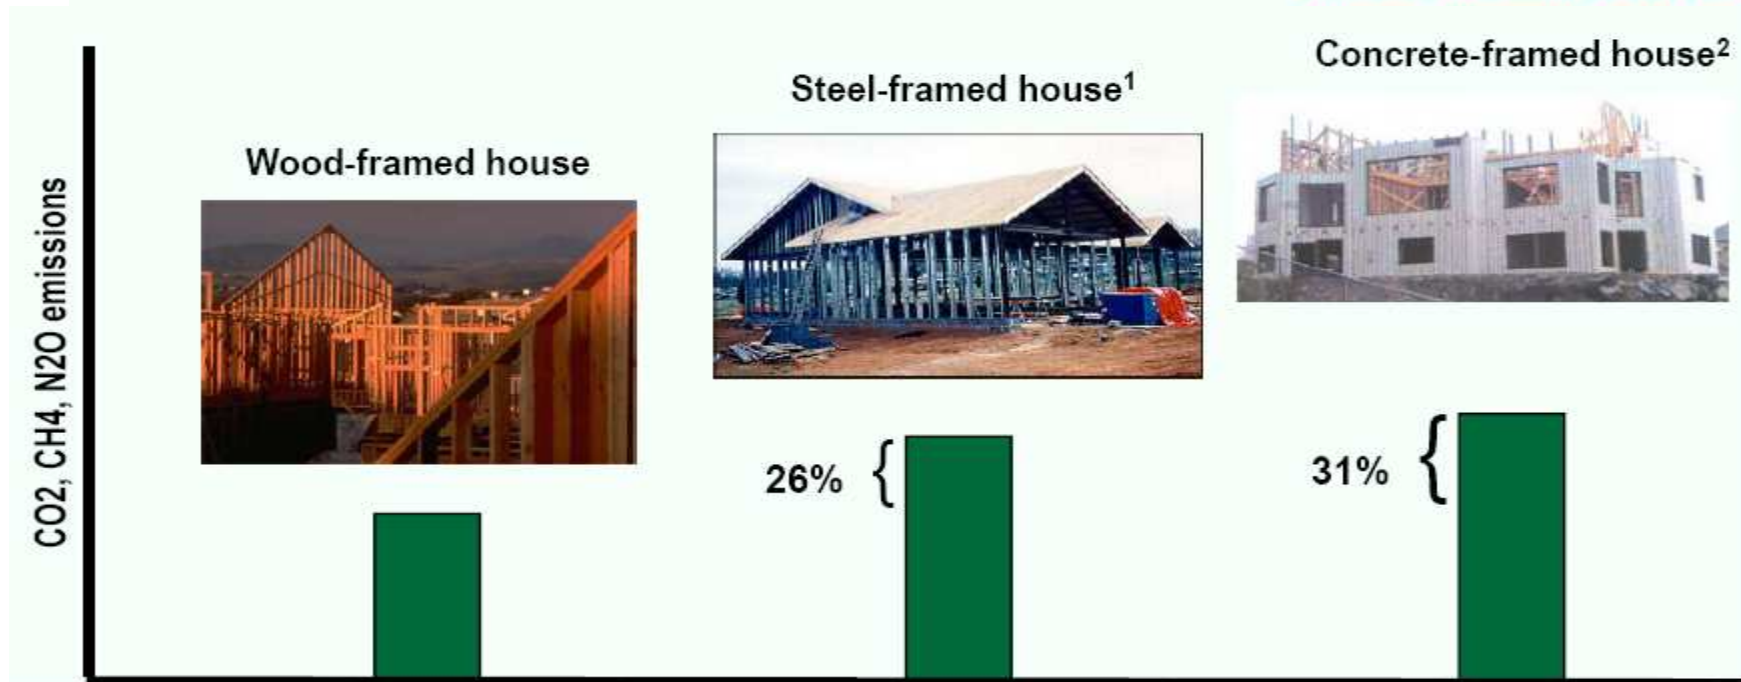 Concrete-framed house²
Steel-framed house¹
Wood-framed house
CO2, CH4, N2O emissions
26%
31%